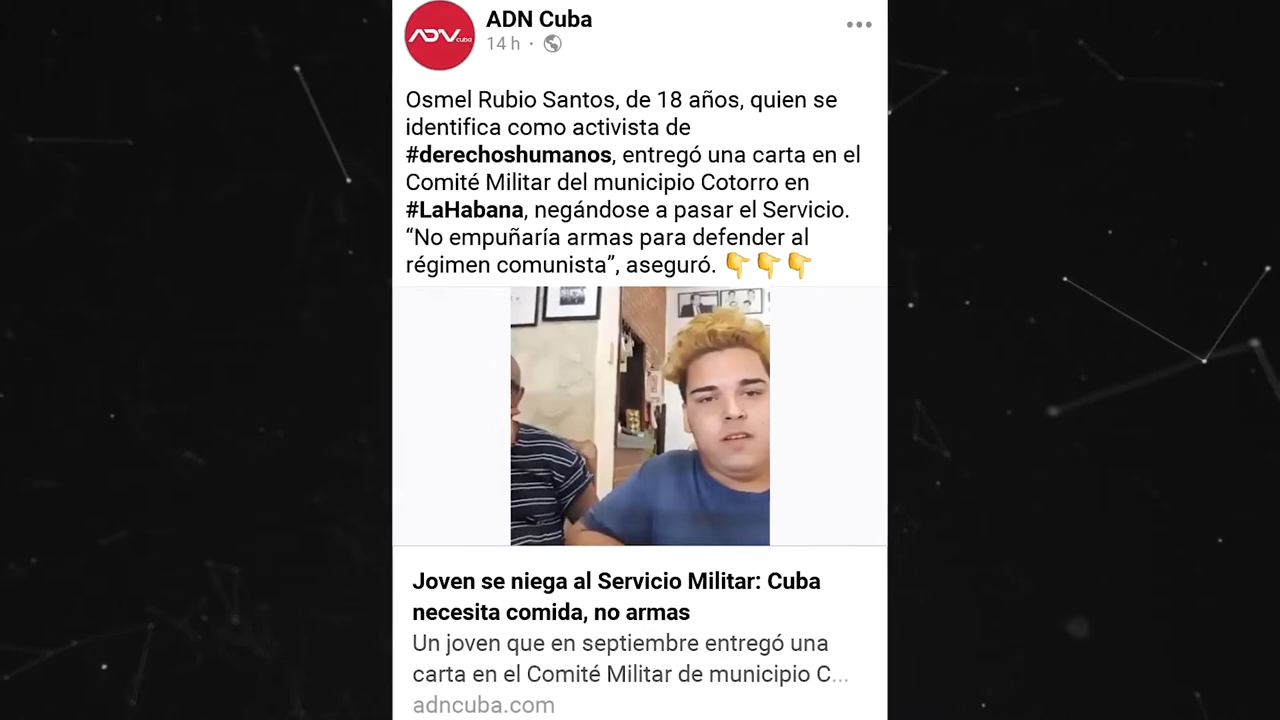 ADN Cuba
ADN cuba
14 h ·
Osmel Rubio Santos, de 18 años, quien se
identifica como activista de
#derechoshumanos, entregó una carta en el
Comité Militar del municipio Cotorro en
#LaHabana, negándose a pasar el Servicio.
“No empuñaría armas para defender al
régimen comunista”, aseguró. 👇👇👇
Joven se niega al Servicio Militar: Cuba
necesita comida, no armas
Un joven que en septiembre entregó una
carta en el Comité Militar de municipio C...
adncuba.com